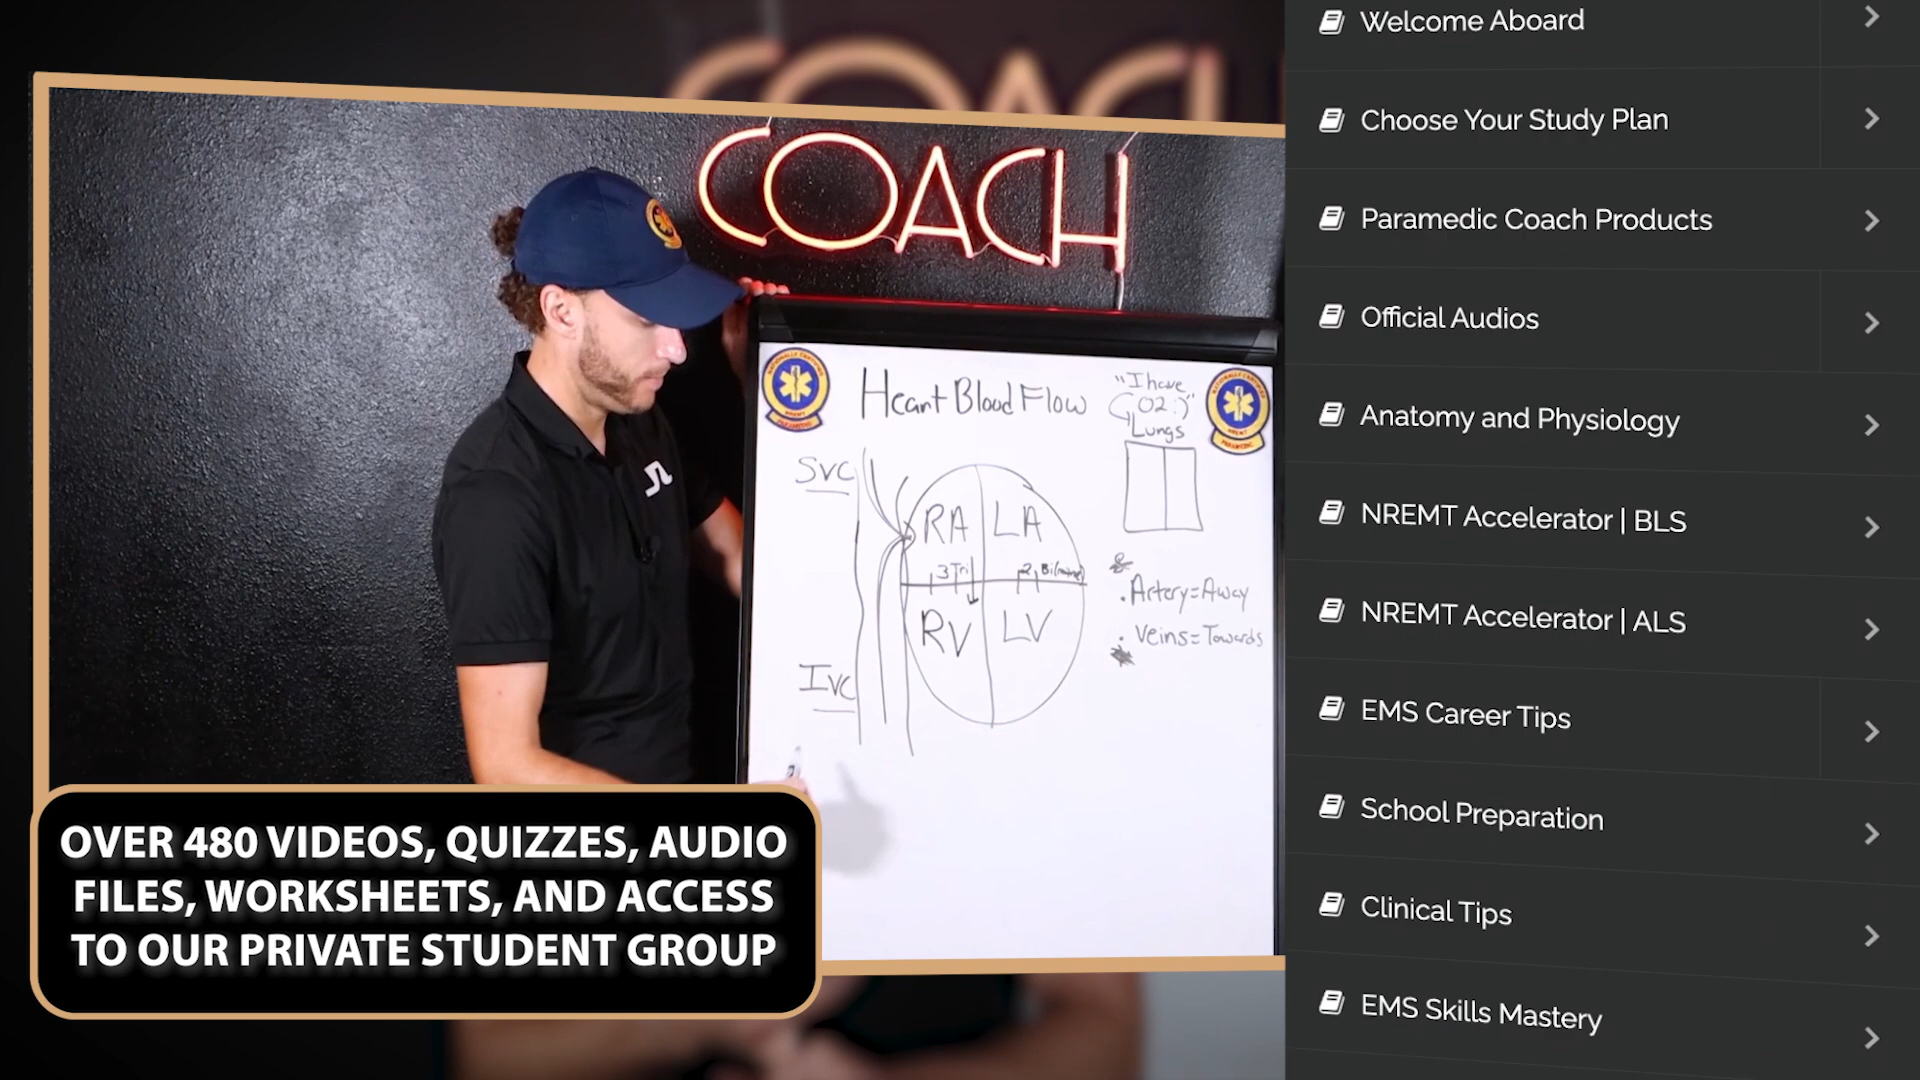 COACH
COACH
Heart Blood Flow
"I have
O2 :)"
Lungs
SVC
RA
LA
3 Tri
2, Bi
RV
LV
IVC
Artery=Away
Veins=Towards
OVER 480 VIDEOS, QUIZZES, AUDIO
FILES, WORKSHEETS, AND ACCESS
TO OUR PRIVATE STUDENT GROUP
Welcome Aboard
Choose Your Study Plan
Paramedic Coach Products
Official Audios
Anatomy and Physiology
NREMT Accelerator | BLS
NREMT Accelerator | ALS
EMS Career Tips
School Preparation
Clinical Tips
EMS Skills Mastery